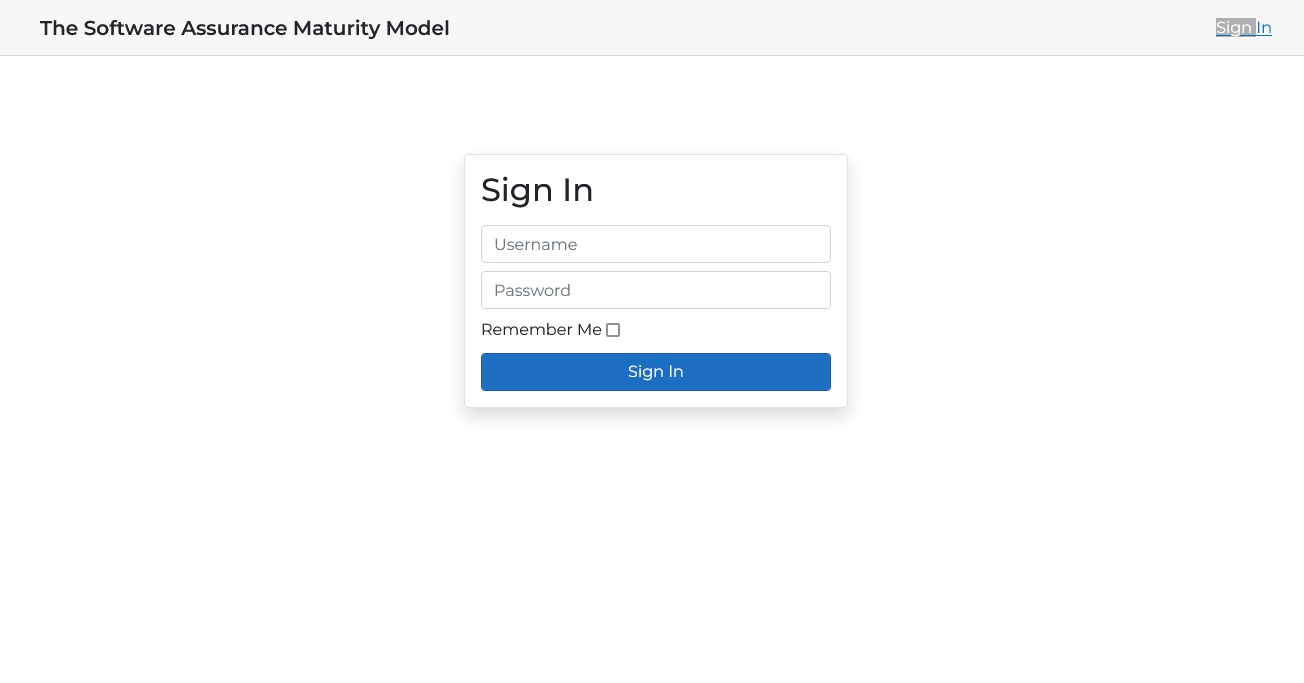 The Software Assurance Maturity Model
Sign In
Sign In
Username
Password
Remember Me
Sign In